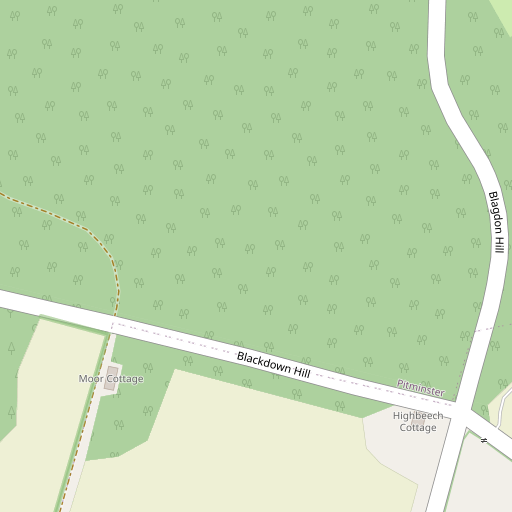 Blagdon Hill
Blackdown Hill
Moor Cottage
Pitminster
Highbeech
Cottage